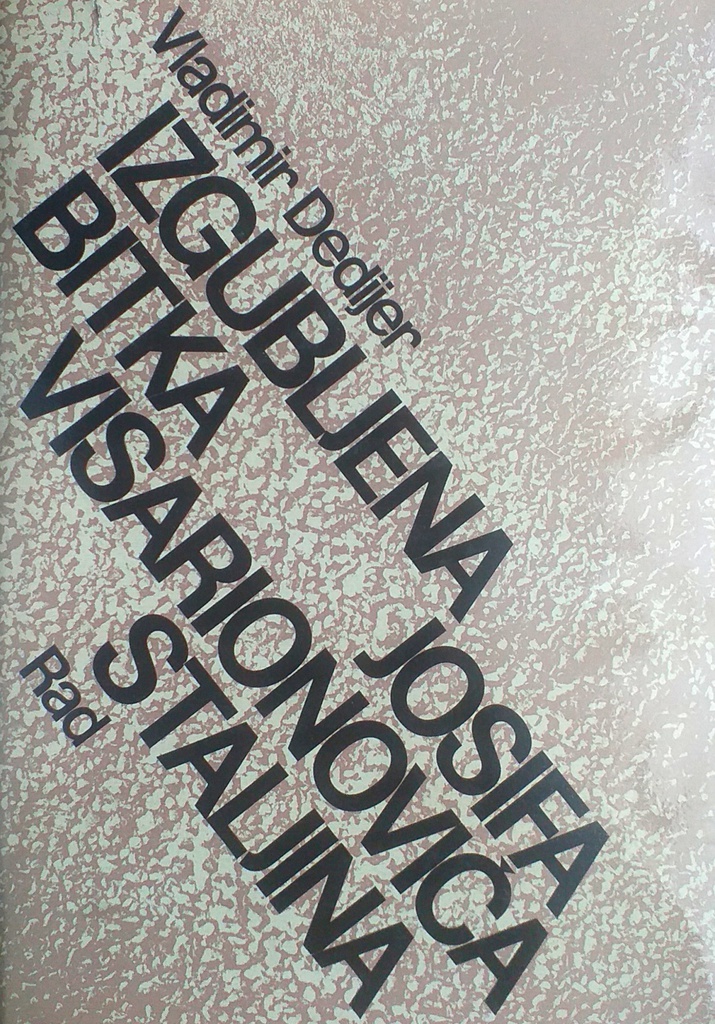 Vladimir Dedijer
IZGUBLJENA
BITKA JOSIFA
VISARIONOVIČA
STALJINA
Rad